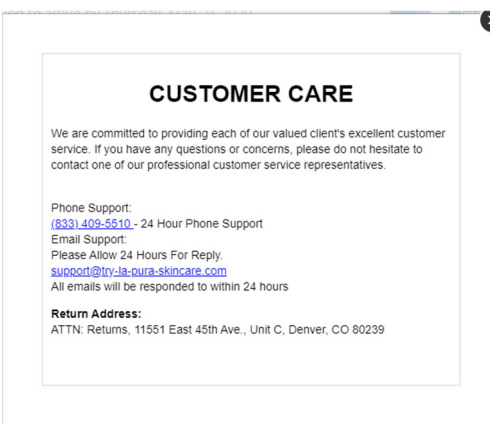 CUSTOMER CARE
We are committed to providing each of our valued client's excellent customer
service. If you have any questions or concerns, please do not hesitate to
contact one of our professional customer service representatives.
Phone Support:
(833) 409-5510 - 24 Hour Phone Support
Email Support:
Please Allow 24 Hours For Reply.
support@try-la-pura-skincare.com
All emails will be responded to within 24 hours
Return Address:
ATTN: Returns, 11551 East 45th Ave., Unit C, Denver, CO 80239